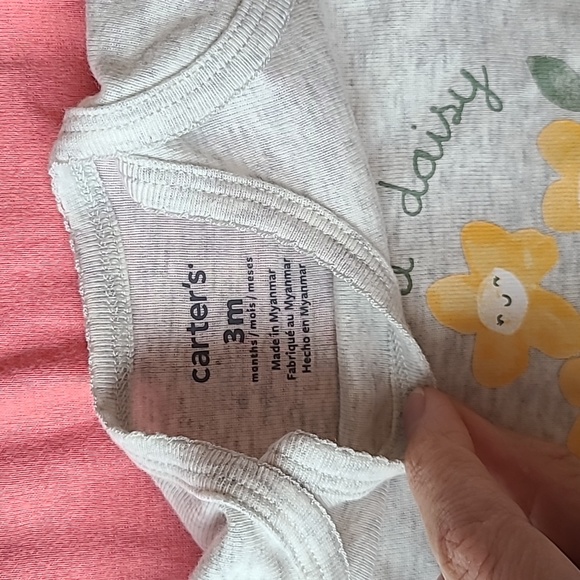 carter's
3m
months / mois / meses
Made in Myanmar
Fabriqué au Myanmar
Hecho en Myanmar
daisy